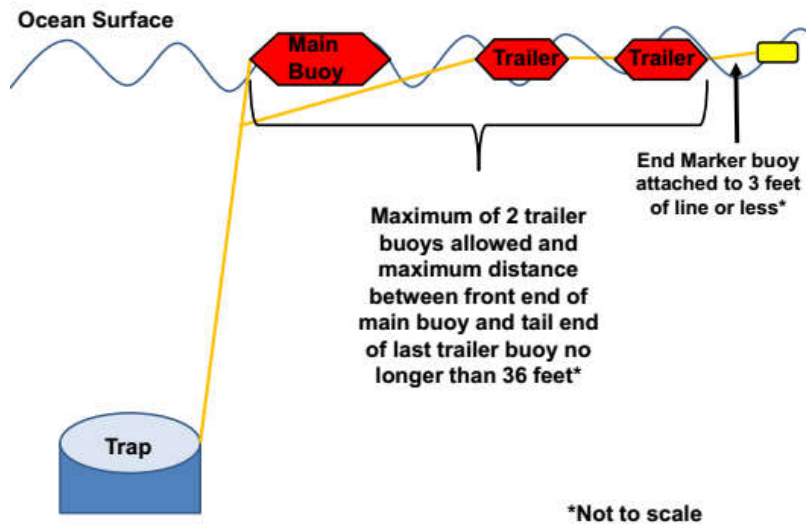 Ocean Surface
Main
Buoy
Trailer
Trailer
End Marker buoy
attached to 3 feet
of line or less*
Maximum of 2 trailer
buoys allowed and
maximum distance
between front end of
main buoy and tail end
of last trailer buoy no
longer than 36 feet*
Trap
*Not to scale